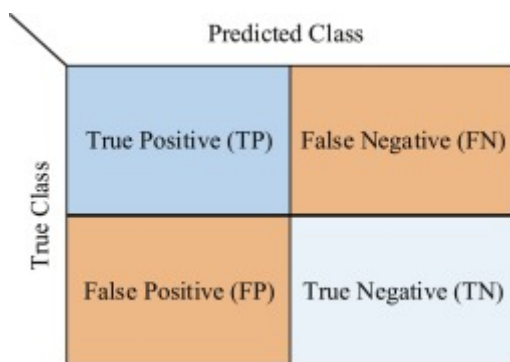 Predicted Class
True Class
True Positive (TP)
False Negative (FN)
False Positive (FP)
True Negative (TN)